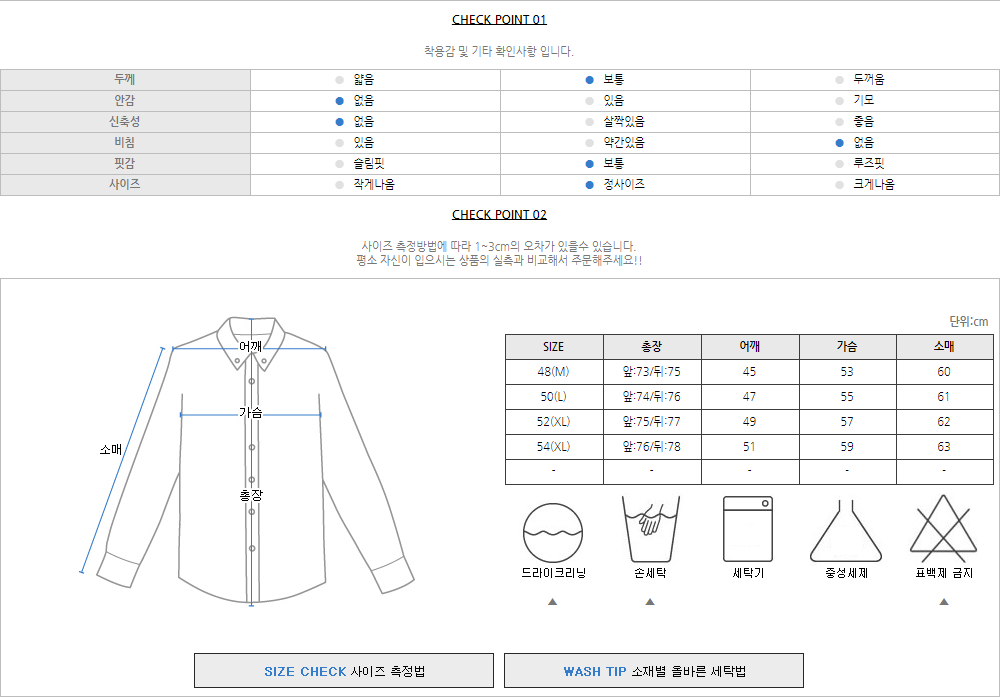 CHECK POINT 01
착용감 및 기타 확인사항 입니다.
두께 얇음 보통 두꺼움
안감 없음 있음 기모
신축성 없음 살짝있음 좋음
비침 있음 약간있음 없음
핏감 슬림핏 보통 루즈핏
사이즈 작게나옴 정사이즈 크게나옴
CHECK POINT 02
사이즈 측정방법에 따라 1~3cm의 오차가 있을수 있습니다.
평소 자신이 입으시는 상품의 실측과 비교해서 주문해주세요!!
단위:cm
어깨
가슴
소매
총장
SIZE 총장 어깨 가슴 소매
48(M) 앞:73/뒤:75 45 53 60
50(L) 앞:74/뒤:76 47 55 61
52(XL) 앞:75/뒤:77 49 57 62
54(XL) 앞:76/뒤:78 51 59 63
- - - - -
드라이크리닝 손세탁 세탁기 중성세제 표백제 금지
▲ ▲ ▲
SIZE CHECK 사이즈 측정법
WASH TIP 소재별 올바른 세탁법